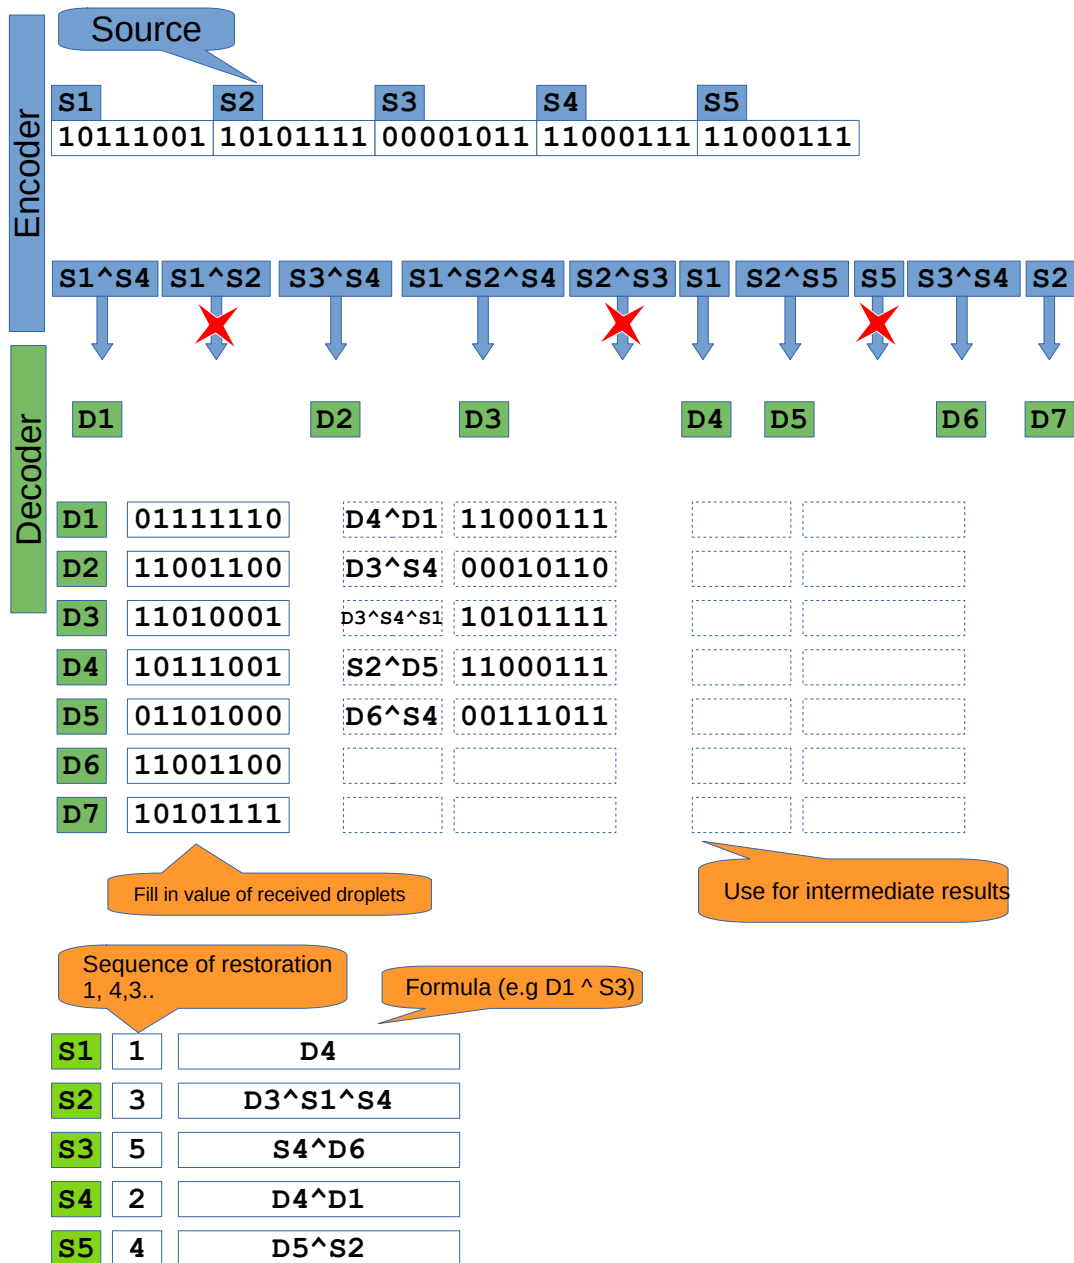 Source
Encoder
S1 S2 S3 S4 S5
10111001 10101111 00001011 11000111 11000111
S1^S4 S1^S2 S3^S4 S1^S2^S4 S2^S3 S1 S2^S5 S5 S3^S4 S2
Decoder
D1 D2 D3 D4 D5 D6 D7
D1 01111110 D4^D1 11000111
D2 11001100 D3^S4 00010110
D3 11010001 D3^S4^S1 10101111
D4 10111001 S2^D5 11000111
D5 01101000 D6^S4 00111011
D6 11001100
D7 10101111
Fill in value of received droplets
Use for intermediate results
Sequence of restoration
1, 4,3..
Formula (e.g D1 ^ S3)
S1 1 D4
S2 3 D3^S1^S4
S3 5 S4^D6
S4 2 D4^D1
S5 4 D5^S2